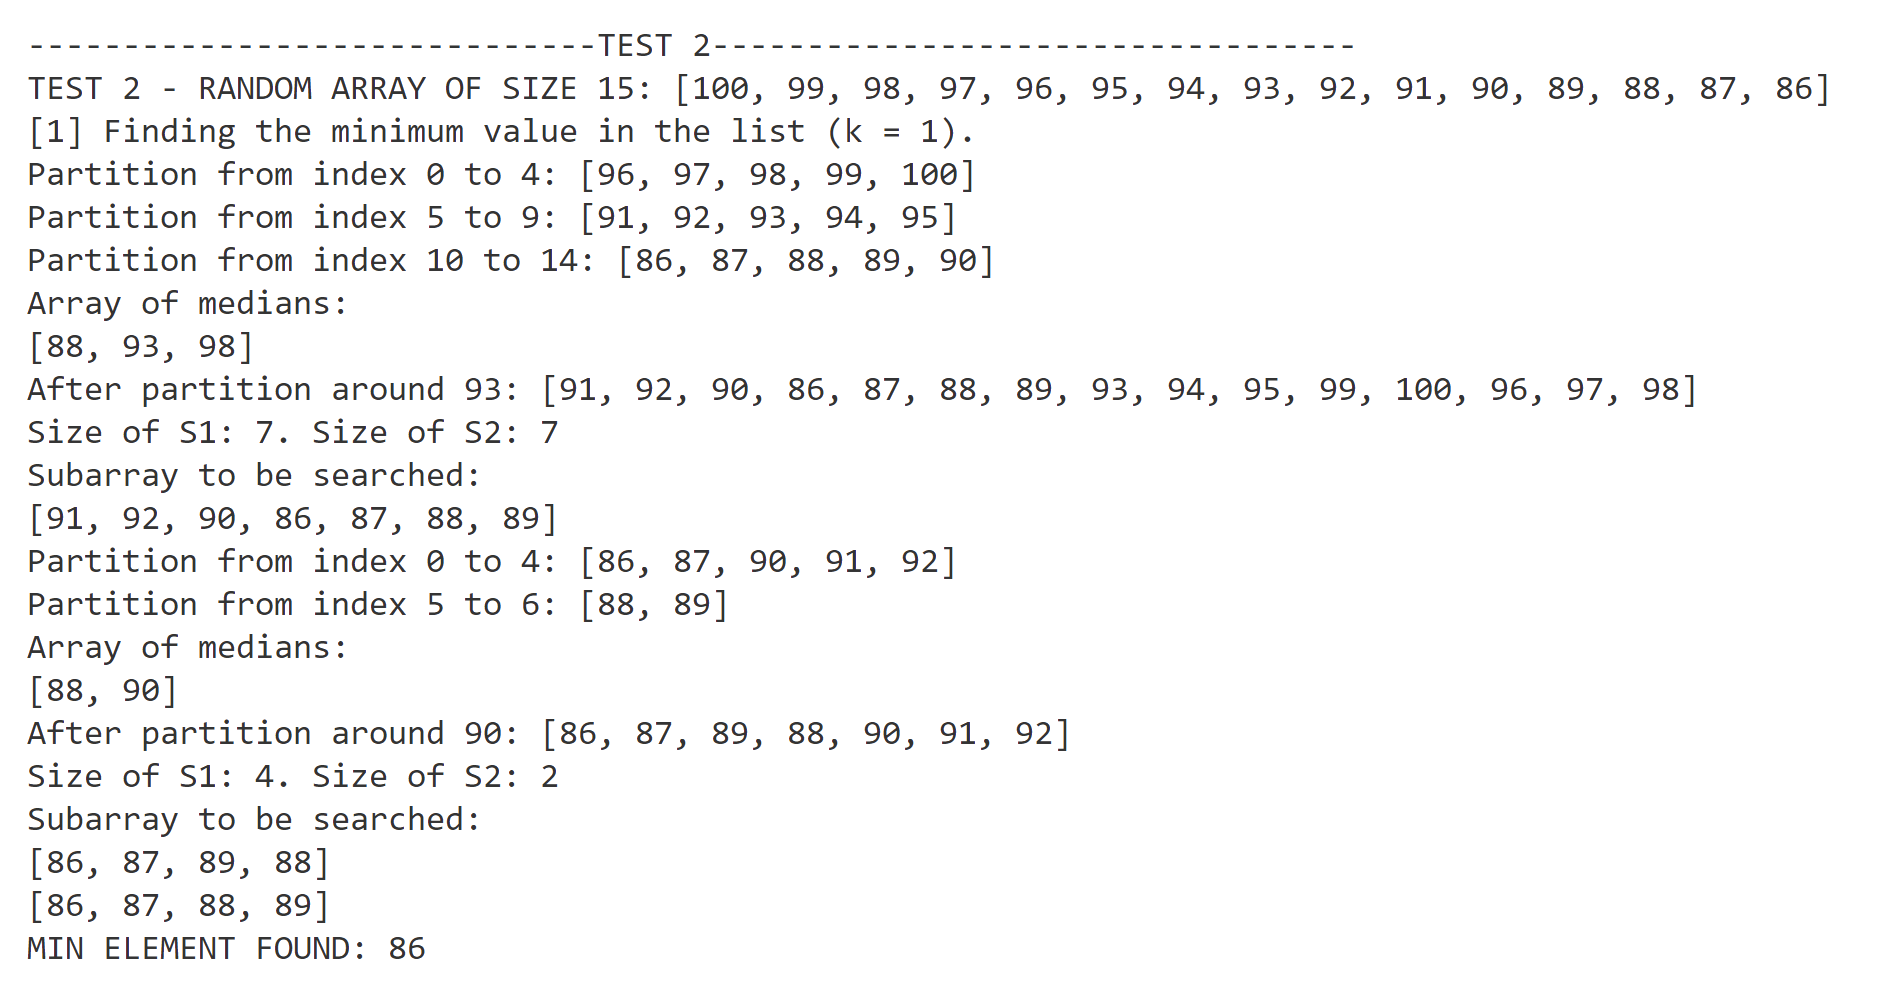 ------------------------------TEST 2----------------------------------
TEST 2 - RANDOM ARRAY OF SIZE 15: [100, 99, 98, 97, 96, 95, 94, 93, 92, 91, 90, 89, 88, 87, 86]
[1] Finding the minimum value in the list (k = 1).
Partition from index 0 to 4: [96, 97, 98, 99, 100]
Partition from index 5 to 9: [91, 92, 93, 94, 95]
Partition from index 10 to 14: [86, 87, 88, 89, 90]
Array of medians:
[88, 93, 98]
After partition around 93: [91, 92, 90, 86, 87, 88, 89, 93, 94, 95, 99, 100, 96, 97, 98]
Size of S1: 7. Size of S2: 7
Subarray to be searched:
[91, 92, 90, 86, 87, 88, 89]
Partition from index 0 to 4: [86, 87, 90, 91, 92]
Partition from index 5 to 6: [88, 89]
Array of medians:
[88, 90]
After partition around 90: [86, 87, 89, 88, 90, 91, 92]
Size of S1: 4. Size of S2: 2
Subarray to be searched:
[86, 87, 89, 88]
[86, 87, 88, 89]
MIN ELEMENT FOUND: 86